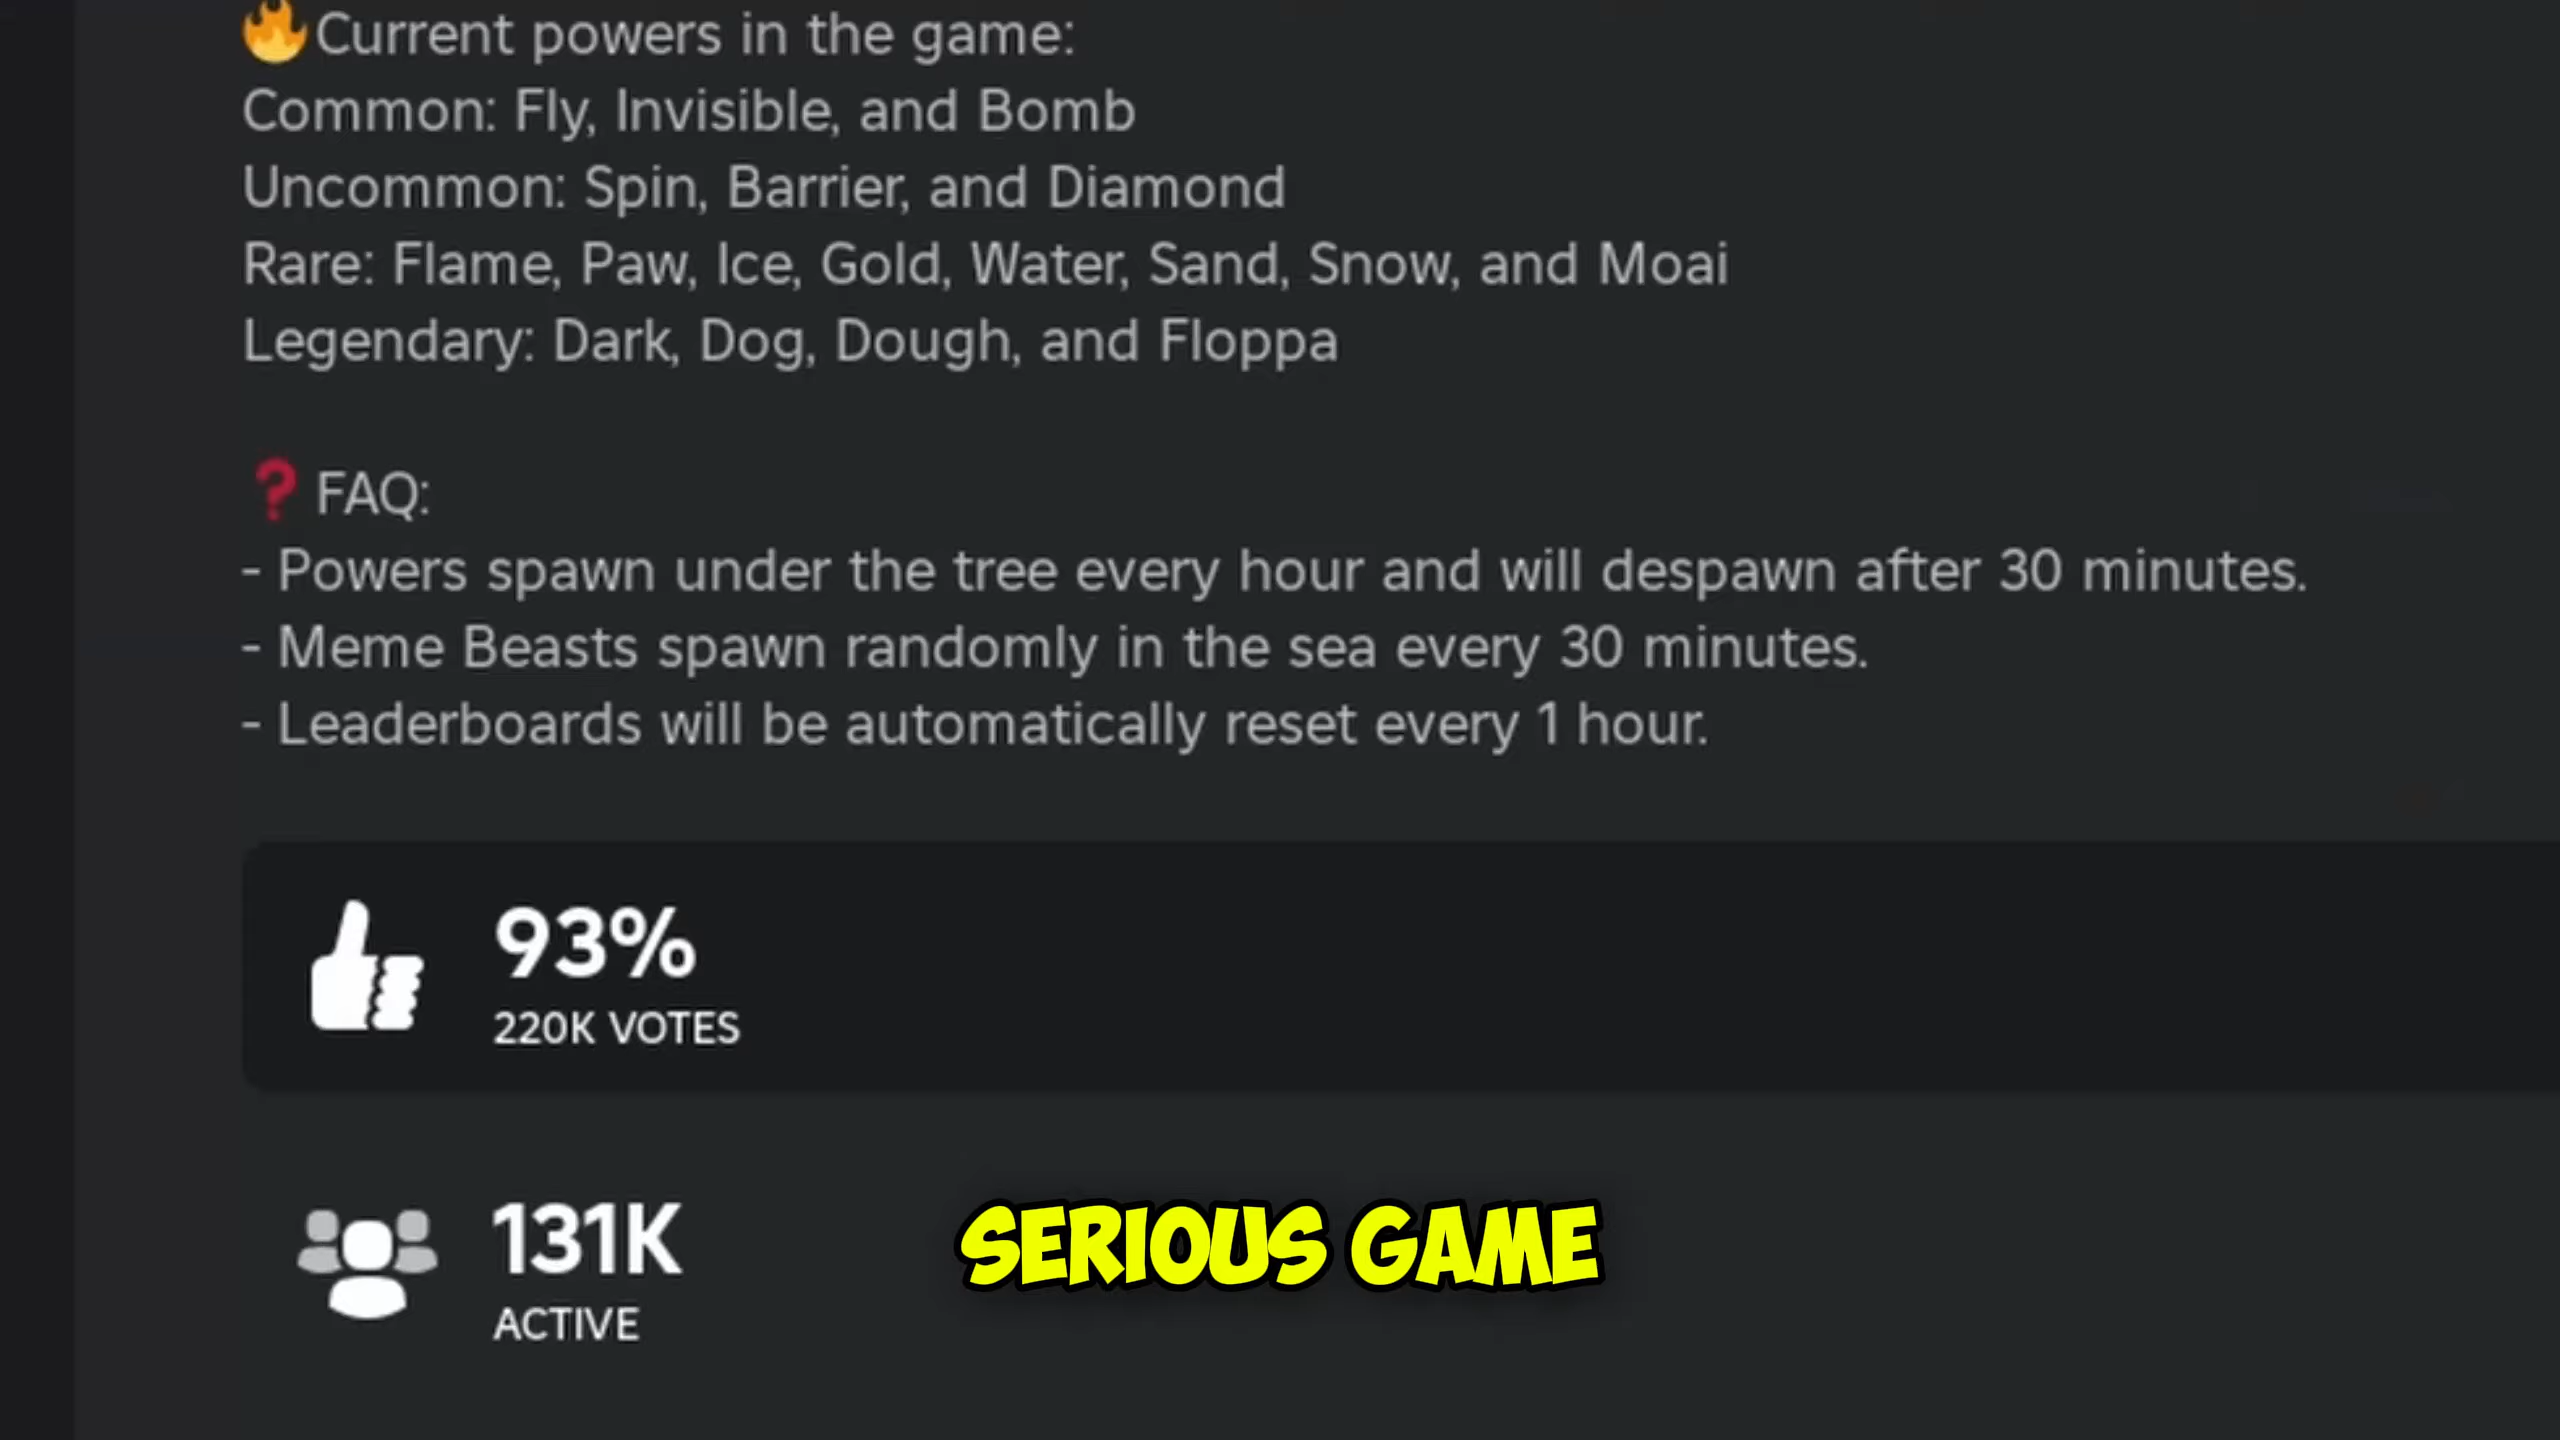 🔥Current powers in the game:
Common: Fly, Invisible, and Bomb
Uncommon: Spin, Barrier, and Diamond
Rare: Flame, Paw, Ice, Gold, Water, Sand, Snow, and Moai
Legendary: Dark, Dog, Dough, and Floppa
❓FAQ:
- Powers spawn under the tree every hour and will despawn after 30 minutes.
- Meme Beasts spawn randomly in the sea every 30 minutes.
- Leaderboards will be automatically reset every 1 hour.
93%
220K VOTES
131K
ACTIVE
SERIOUS GAME